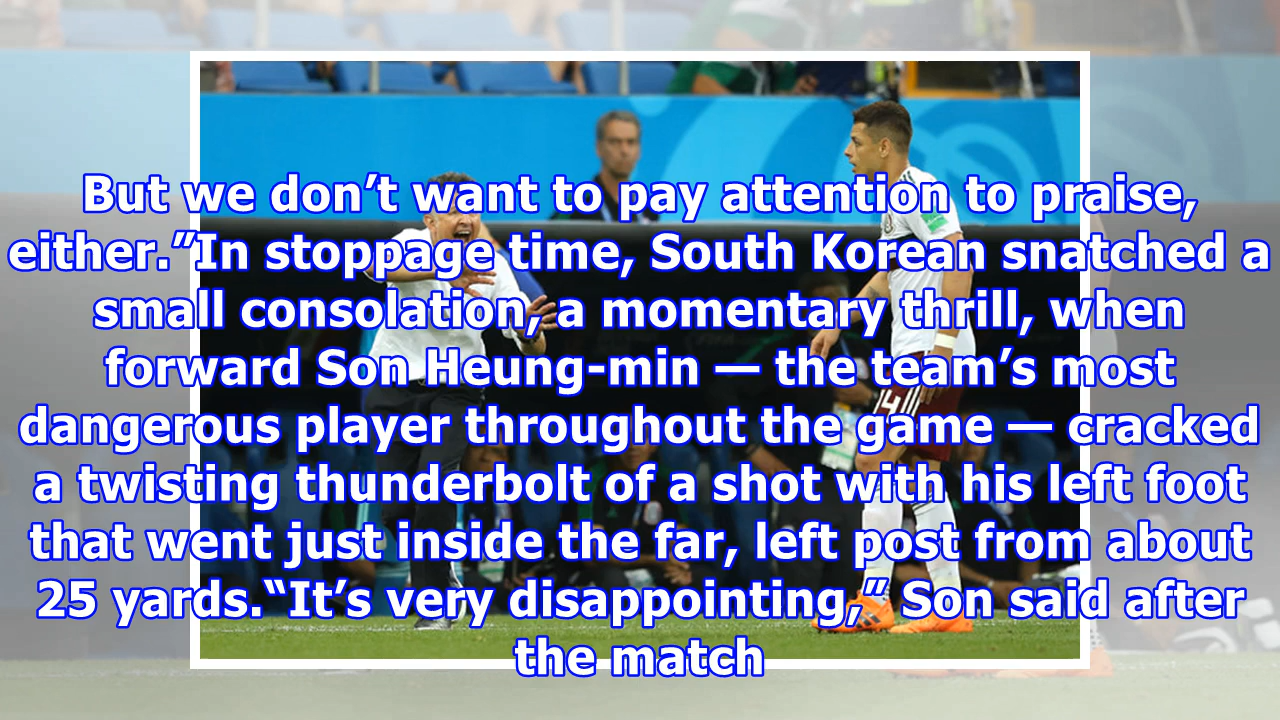 But we don’t want to pay attention to praise,
either.”In stoppage time, South Korean snatched a
small consolation, a momentary thrill, when
forward Son Heung-min — the team’s most
dangerous player throughout the game — cracked
a twisting thunderbolt of a shot with his left foot
that went just inside the far, left post from about
25 yards.“It’s very disappointing,” Son said after
the match
14